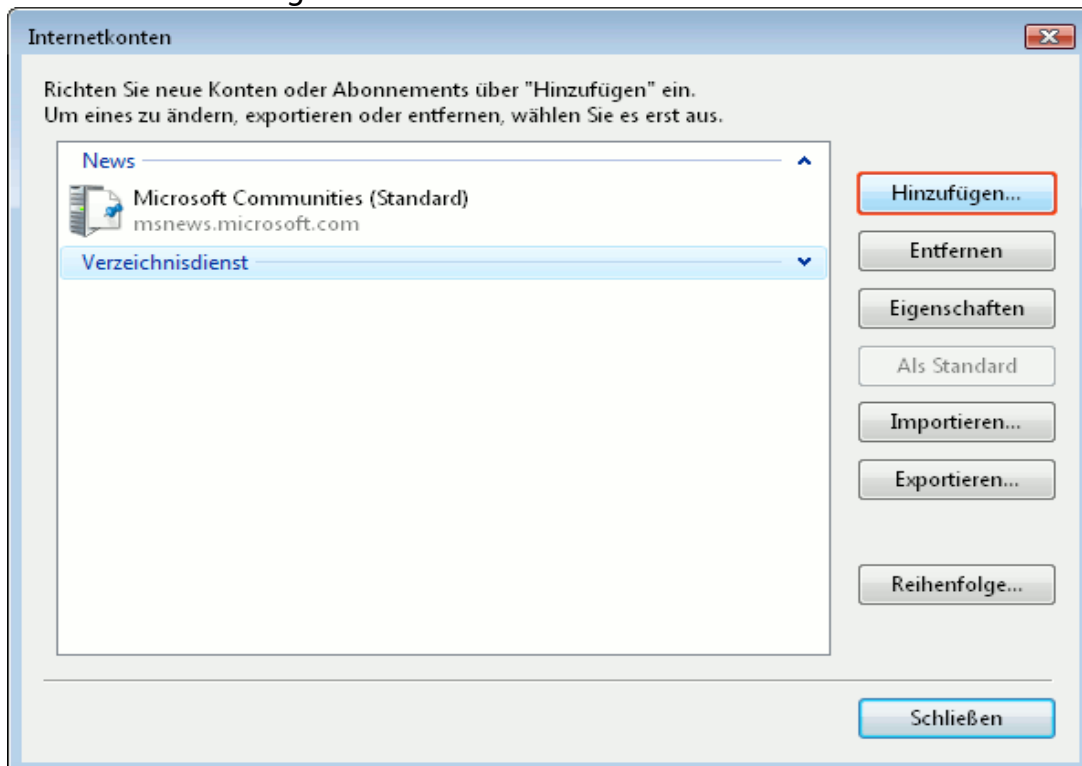 Internetkonten
Richten Sie neue Konten oder Abonnements über "Hinzufügen" ein.
Um eines zu ändern, exportieren oder entfernen, wählen Sie es erst aus.
News
Microsoft Communities (Standard)
msnews.microsoft.com
Verzeichnisdienst
Hinzufügen...
Entfernen
Eigenschaften
Als Standard
Importieren...
Exportieren...
Reihenfolge...
Schließen